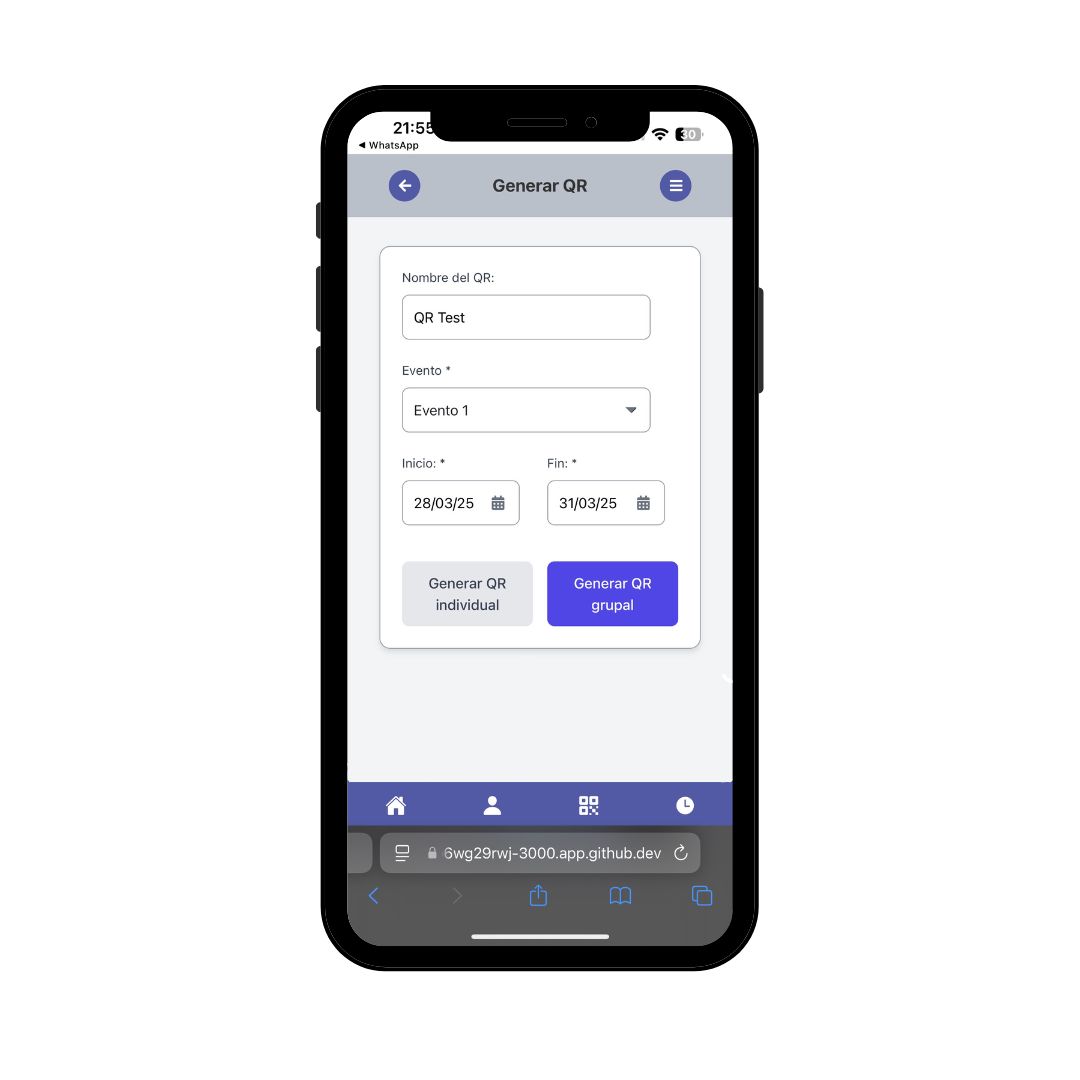 21:55
◀ WhatsApp
30
Generar QR
Nombre del QR:
QR Test
Evento *
Evento 1
Inicio: *
Fin: *
28/03/25
31/03/25
Generar QR
individual
Generar QR
grupal
6wg29rwj-3000.app.github.dev